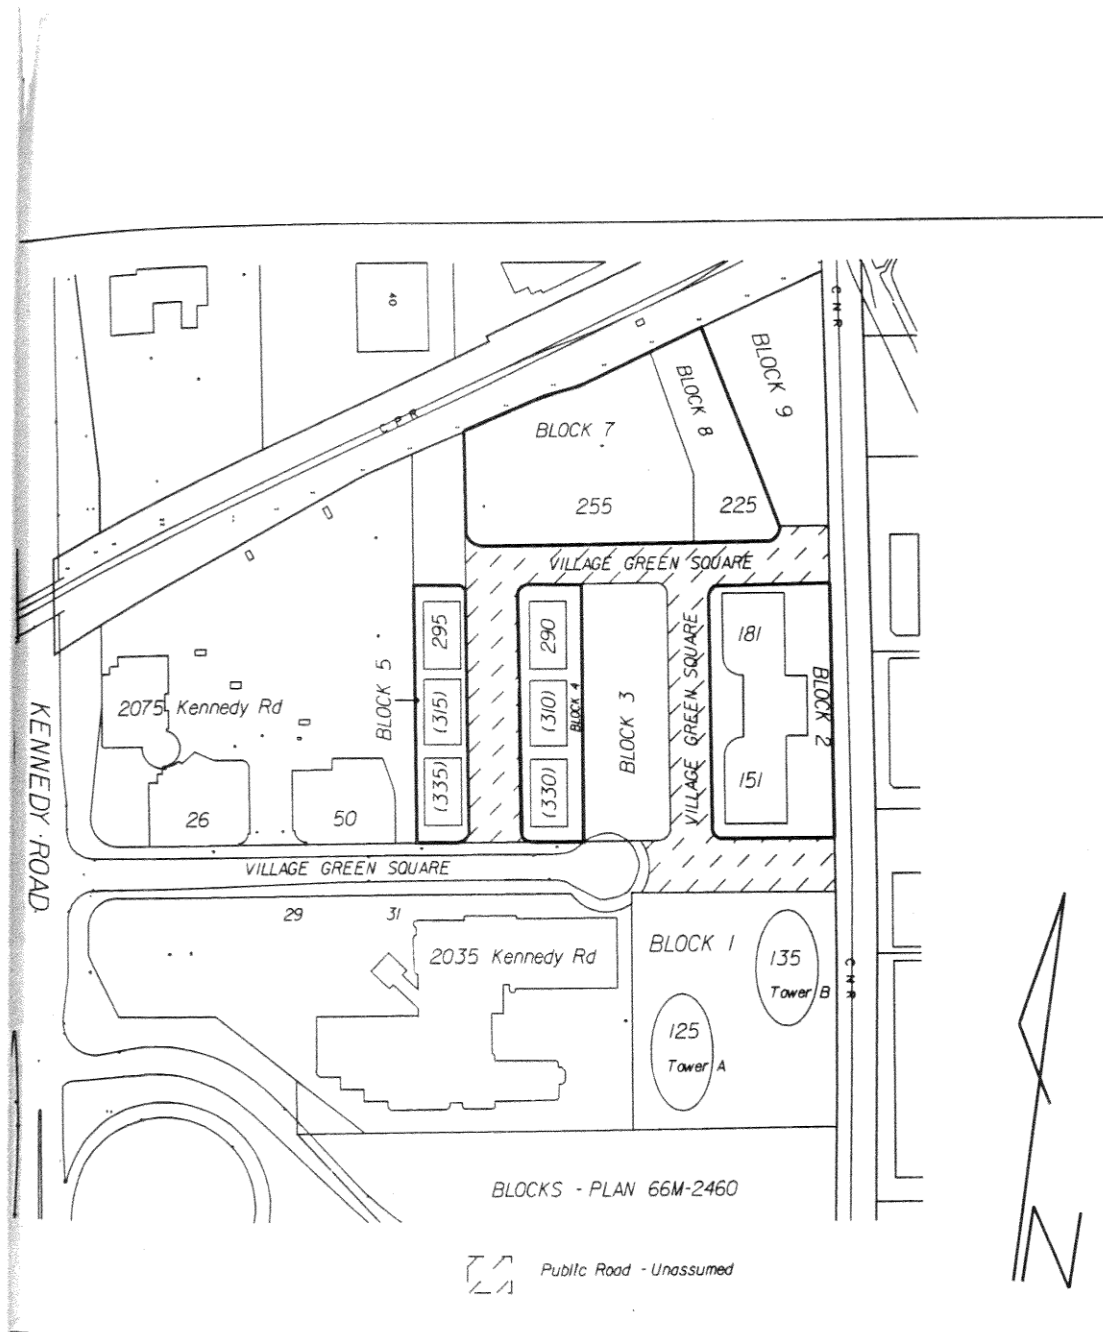 40
CNR
BLOCK 9
BLOCK 8
CPR
BLOCK 7
255
225
VILLAGE GREEN SQUARE
295
290
181
(315)
(310)
BLOCK 5
BLOCK 4
BLOCK 3
VILLAGE GREEN SQUARE
BLOCK 2
2075 Kennedy Rd
KENNEDY ROAD
(335)
(330)
151
26
50
VILLAGE GREEN SQUARE
29
31
2035 Kennedy Rd
BLOCK 1
135
Tower B
CNR
125
Tower A
BLOCKS - PLAN 66M-2460
Public Road - Unassumed
N